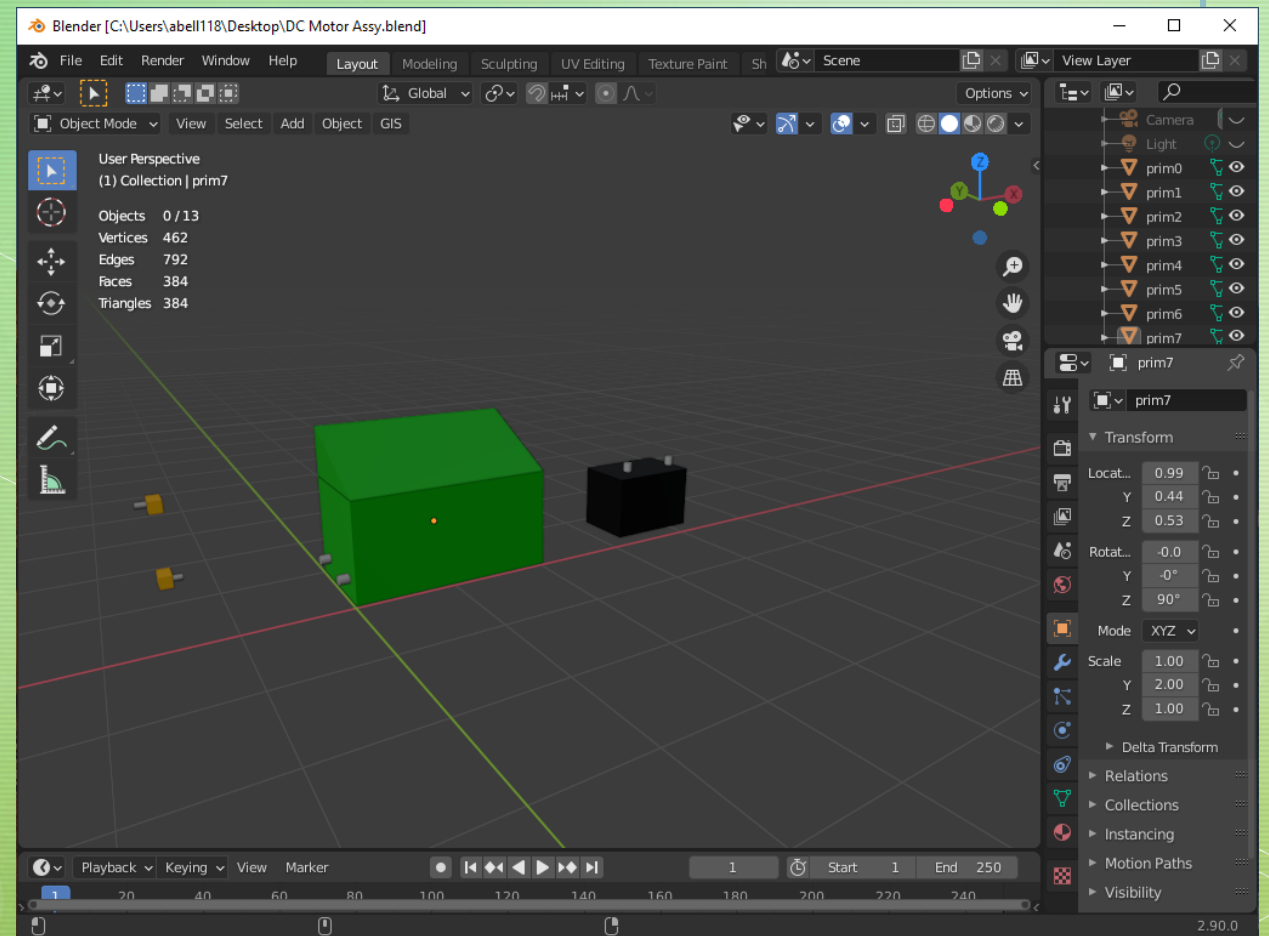 Blender [C:\Users\abell118\Desktop\DC Motor Assy.blend]
File Edit Render Window Help Layout Modeling Sculpting UV Editing Texture Paint Sh Scene View Layer
Global Options
Object Mode View Select Add Object GIS
User Perspective
(1) Collection | prim7
Objects 0/13
Vertices 462
Edges 792
Faces 384
Triangles 384
Z
Y
X
Camera
Light
prim0
prim1
prim2
prim3
prim4
prim5
prim6
prim7
prim7
prim7
Transform
Locat... 0.99
Y 0.44
Z 0.53
Rotat... -0.0
Y -0°
Z 90°
Mode XYZ
Scale 1.00
Y 2.00
Z 1.00
Delta Transform
Relations
Collections
Instancing
Motion Paths
Visibility
Playback Keying View Marker 1 Start 1 End 250
1 20 40 60 80 100 120 140 160 180 200 220 240
2.90.0